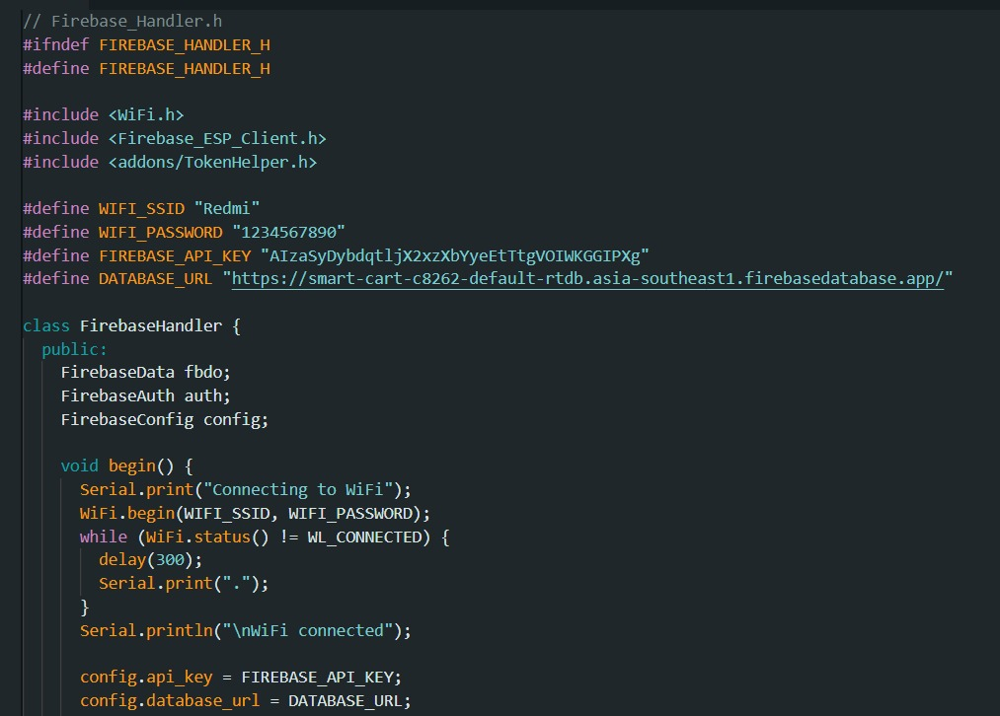 // Firebase_Handler.h
#ifndef FIREBASE_HANDLER_H
#define FIREBASE_HANDLER_H
#include <WiFi.h>
#include <Firebase_ESP_Client.h>
#include <addons/TokenHelper.h>
#define WIFI_SSID "Redmi"
#define WIFI_PASSWORD "1234567890"
#define FIREBASE_API_KEY "AIzaSyDybdqtljX2xzXbYyeEtTtgVOIWKGGIPXg"
#define DATABASE_URL "https://smart-cart-c8262-default-rtdb.asia-southeast1.firebasedatabase.app/"
class FirebaseHandler {
  public:
    FirebaseData fbdo;
    FirebaseAuth auth;
    FirebaseConfig config;
    void begin() {
      Serial.print("Connecting to WiFi");
      WiFi.begin(WIFI_SSID, WIFI_PASSWORD);
      while (WiFi.status() != WL_CONNECTED) {
        delay(300);
        Serial.print(".");
      }
      Serial.println("\nWiFi connected");
      config.api_key = FIREBASE_API_KEY;
      config.database_url = DATABASE_URL;